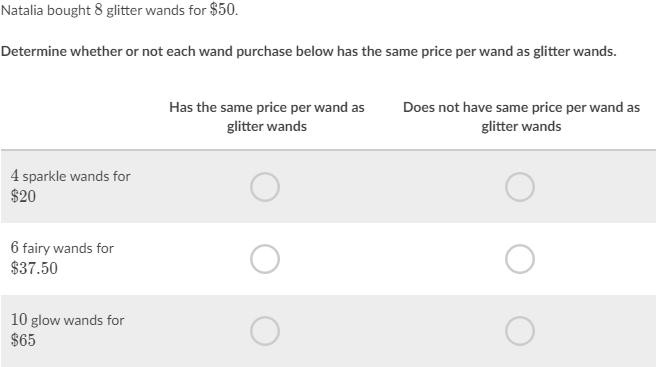 Natalia bought 8 glitter wands for $50.
Determine whether or not each wand purchase below has the same price per wand as glitter wands.
Has the same price per wand as
glitter wands
Does not have same price per wand as
glitter wands
4 sparkle wands for
$20
6 fairy wands for
$37.50
10 glow wands for
$65